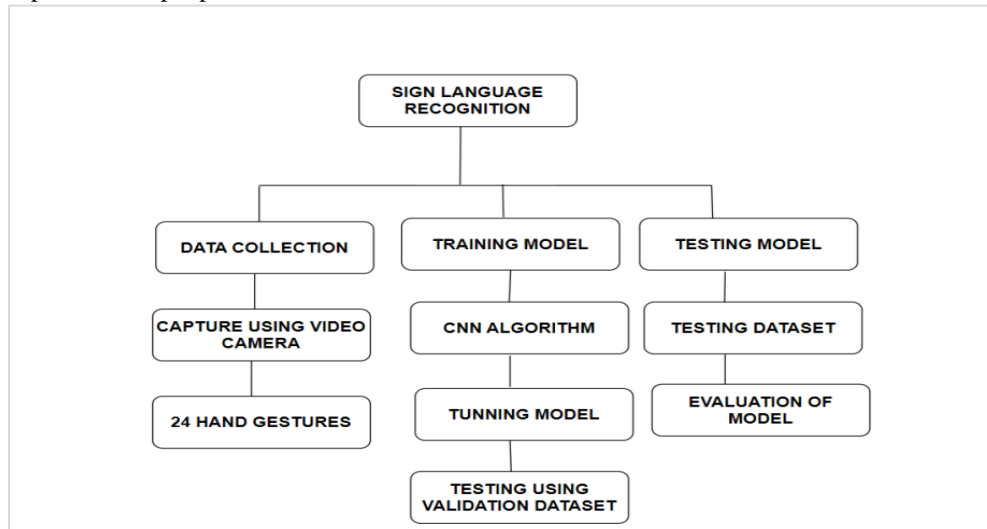 SIGN LANGUAGE
RECOGNITION
DATA COLLECTION
TRAINING MODEL
TESTING MODEL
CAPTURE USING VIDEO
CAMERA
CNN ALGORITHM
TESTING DATASET
24 HAND GESTURES
TUNNING MODEL
EVALUATION OF
MODEL
TESTING USING
VALIDATION DATASET